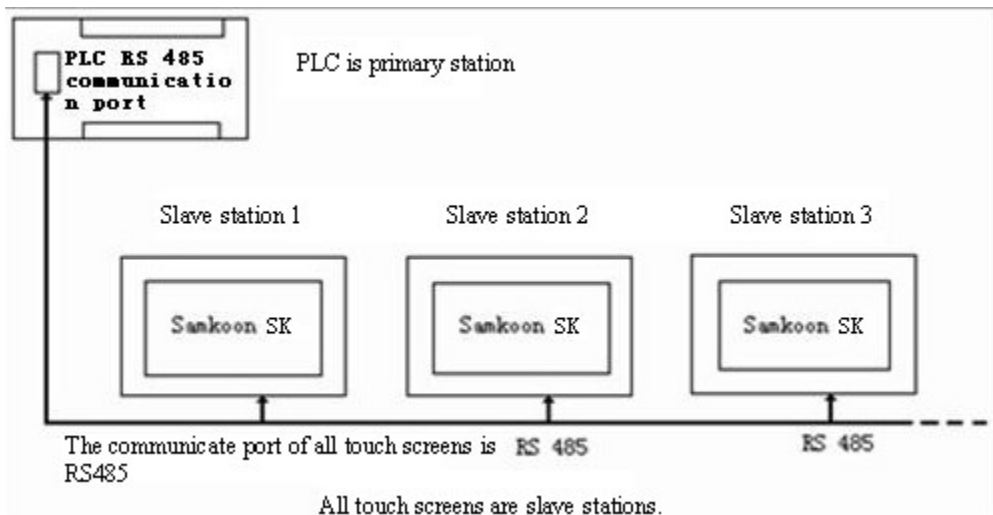 PLC RS 485
communicatio
n port
PLC is primary station
Slave station 1
Slave station 2
Slave station 3
Samkoon SK
Samkoon SK
Samkoon SK
The communicate port of all touch screens is
RS485
RS 485
RS 485
All touch screens are slave stations.